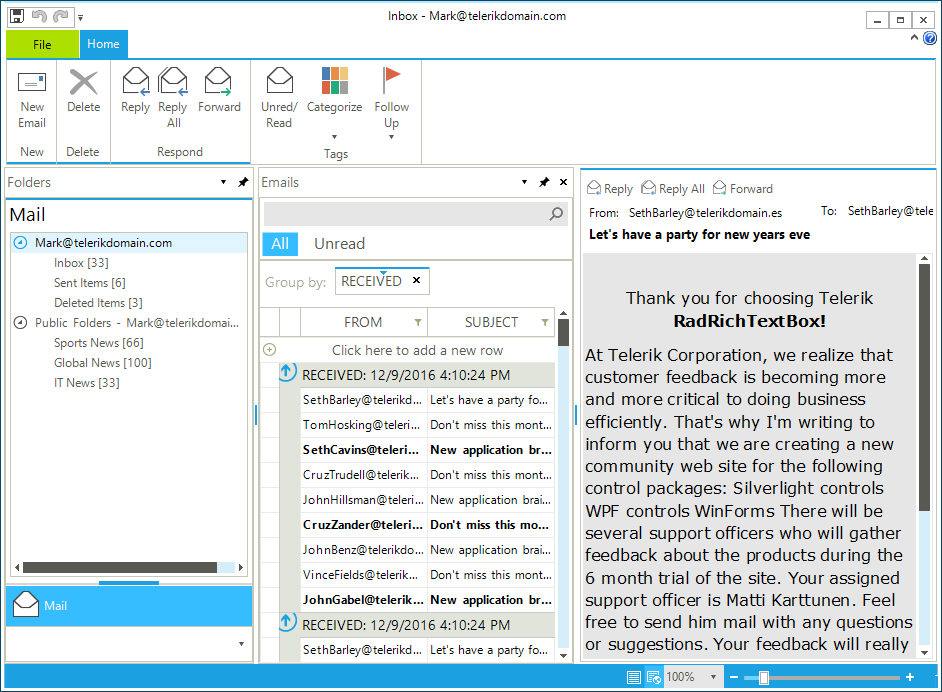 Inbox - Mark@telerikdomain.com
File Home
New Email
Delete
Reply
Reply All
Forward
Unred/ Read
Categorize
Follow Up
New
Delete
Respond
Tags
Folders
Mail
Mark@telerikdomain.com
Inbox [33]
Sent Items [6]
Deleted Items [3]
Public Folders - Mark@telerikdomai...
Sports News [66]
Global News [100]
IT News [33]
Mail
Emails
All Unread
Group by: RECEIVED
FROM SUBJECT
Click here to add a new row
RECEIVED: 12/9/2016 4:10:24 PM
SethBarley@telerikd... Let's have a party fo...
TomHosking@teleri... Don't miss this mont...
SethCavins@teleri... New application br...
CruzTrudell@telerik... Don't miss this mont...
JohnHillsman@teler... New application brai...
CruzZander@teleri... Don't miss this mo...
JohnBenz@telerikdo... New application brai...
VinceFields@telerik... Don't miss this mont...
JohnGabel@telerik... New application br...
RECEIVED: 12/9/2016 4:10:24 PM
SethBarley@telerikd... Let's have a party fo...
Reply Reply All Forward
From: SethBarley@telerikdomain.es To: SethBarley@tele
Let's have a party for new years eve
Thank you for choosing Telerik
RadRichTextBox!
At Telerik Corporation, we realize that
customer feedback is becoming more
and more critical to doing business
efficiently. That's why I'm writing to
inform you that we are creating a new
community web site for the following
control packages: Silverlight controls
WPF controls WinForms There will be
several support officers who will gather
feedback about the products during the
6 month trial of the site. Your assigned
support officer is Matti Karttunen. Feel
free to send him mail with any questions
or suggestions. Your feedback will really
100%